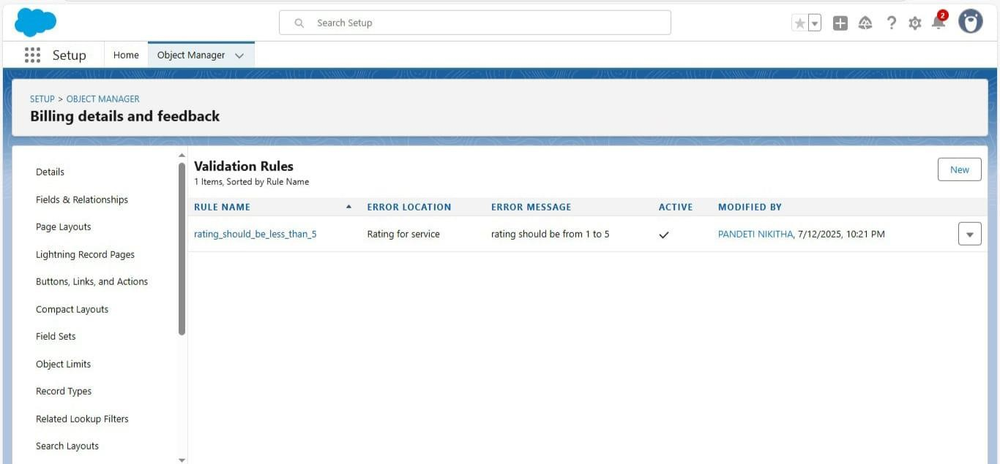 Search Setup
2
Setup
Home
Object Manager
SETUP > OBJECT MANAGER
Billing details and feedback
Details
Fields & Relationships
Page Layouts
Lightning Record Pages
Buttons, Links, and Actions
Compact Layouts
Field Sets
Object Limits
Record Types
Related Lookup Filters
Search Layouts
Validation Rules
1 Items, Sorted by Rule Name
New
RULE NAME ERROR LOCATION ERROR MESSAGE ACTIVE MODIFIED BY
rating_should_be_less_than_5 Rating for service rating should be from 1 to 5 PANDETI NIKITHA, 7/12/2025, 10:21 PM